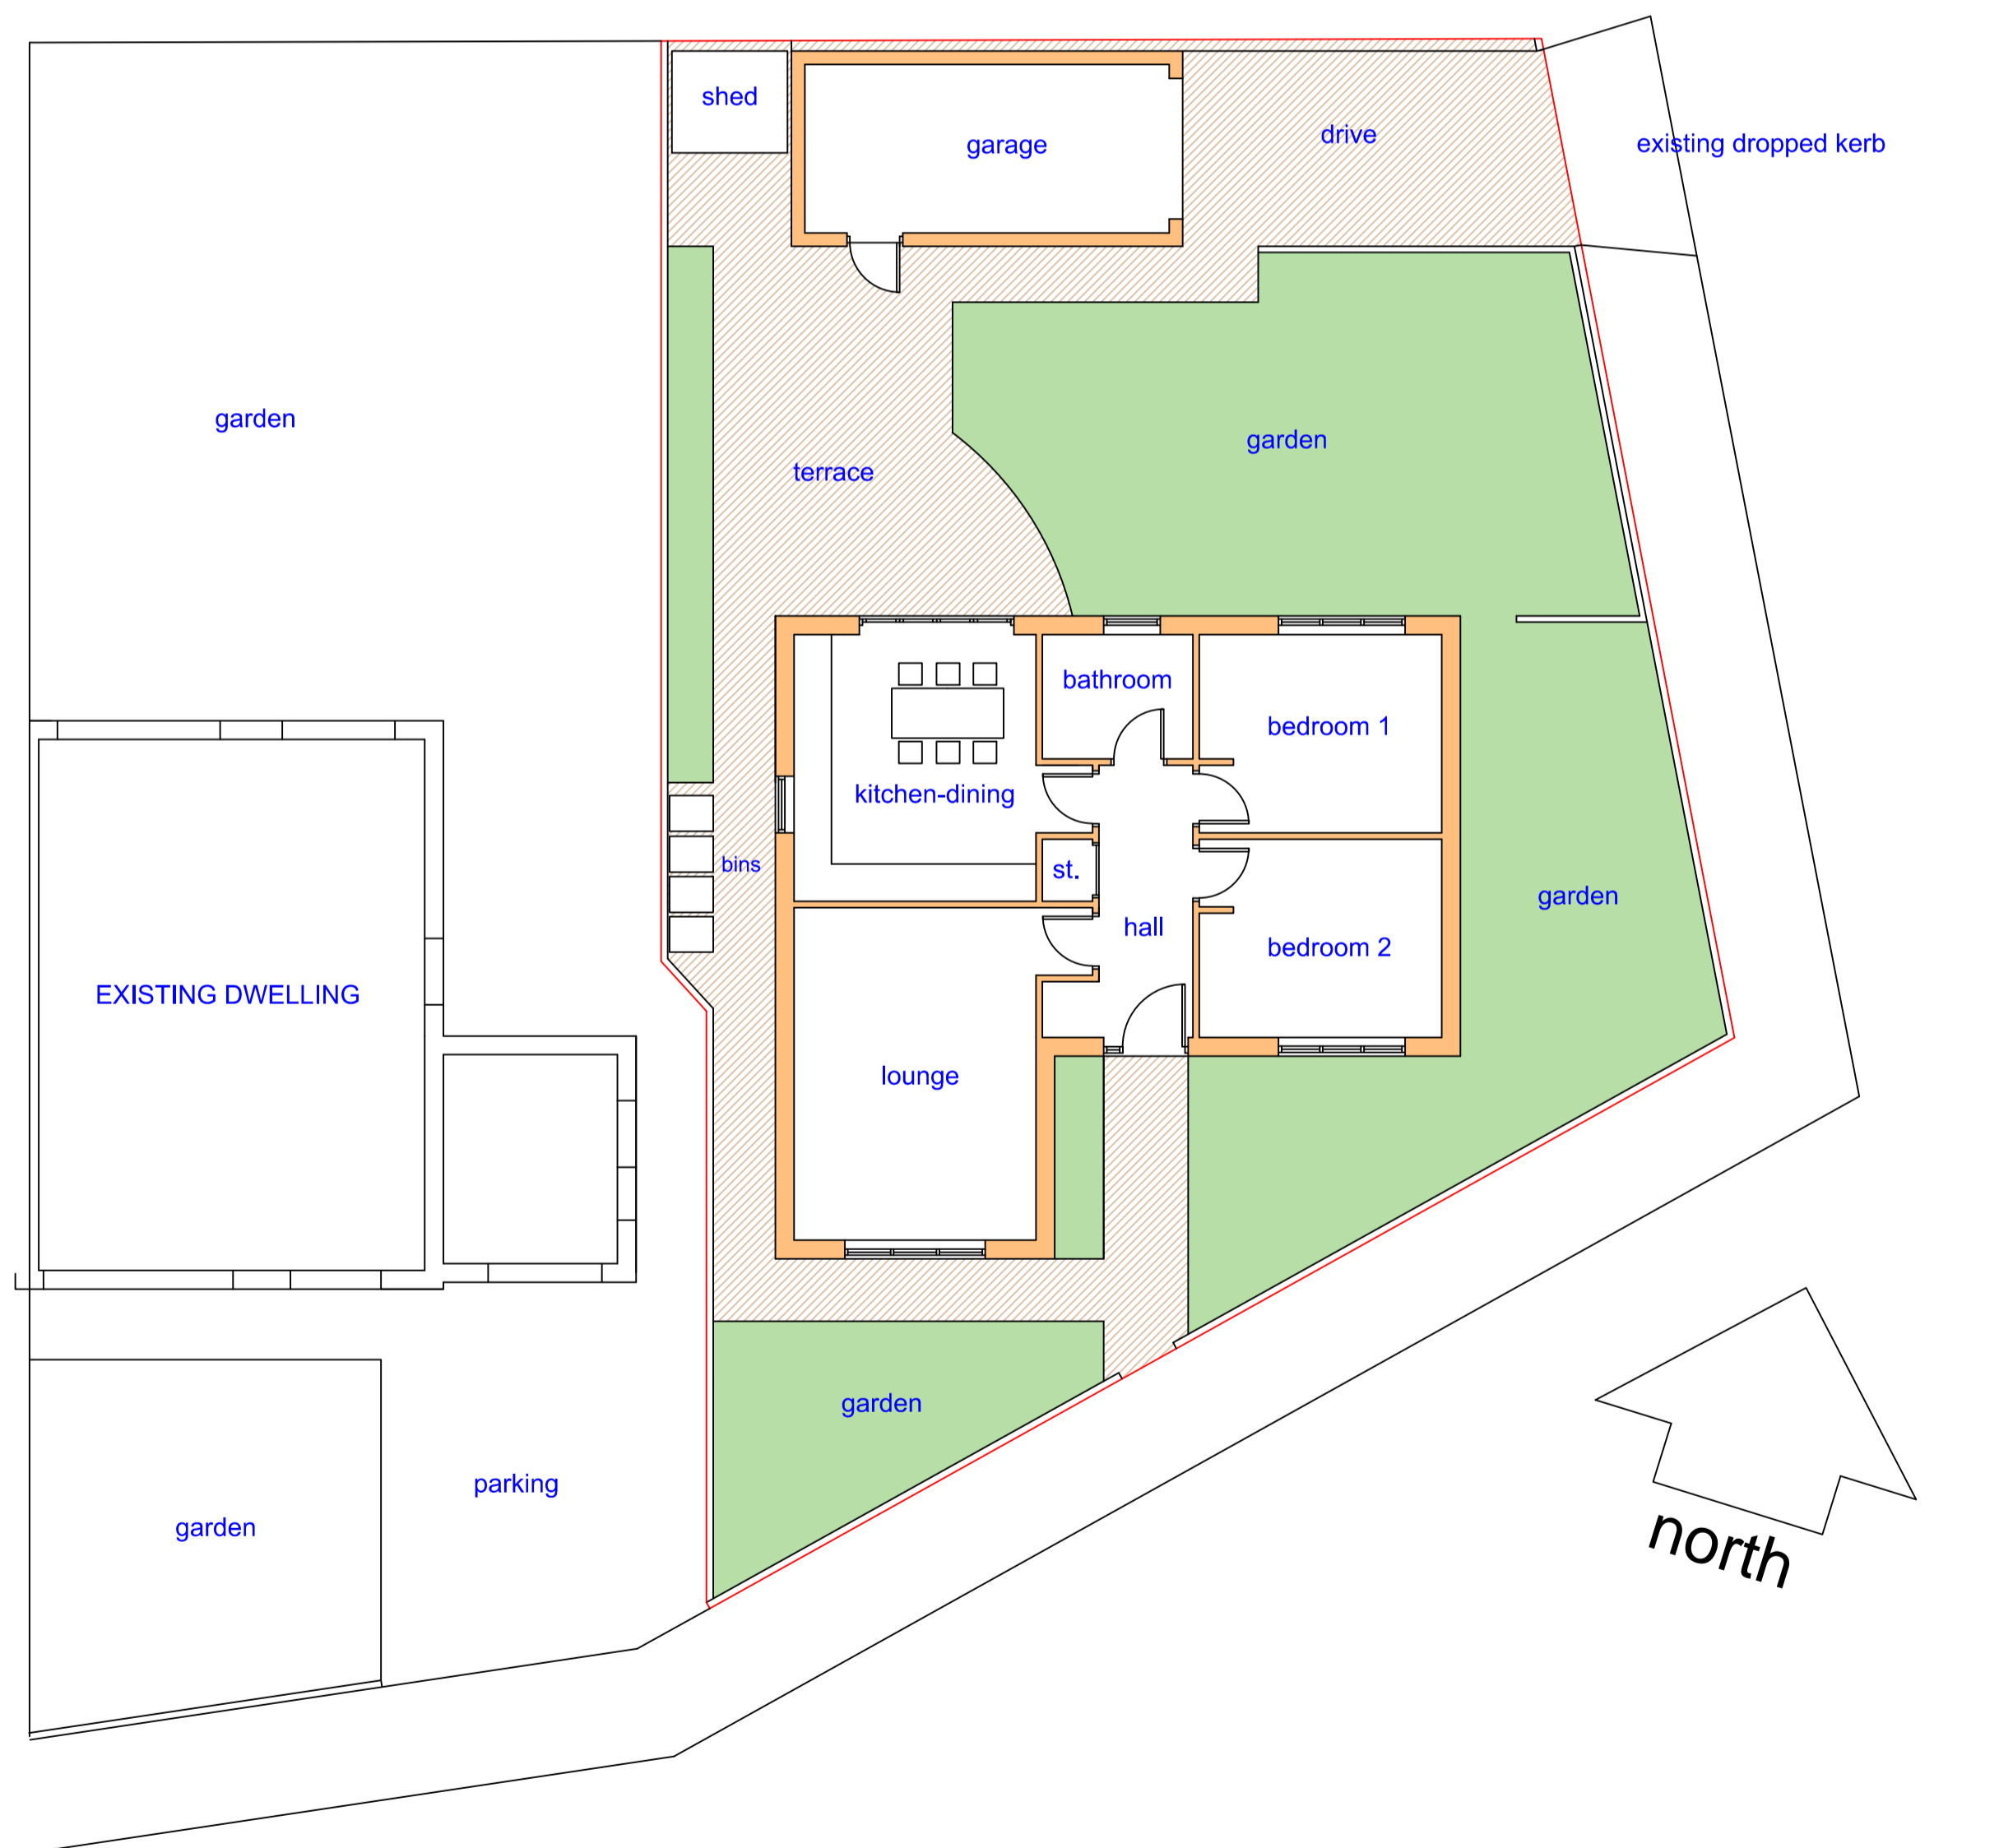 shed
garage
drive
existing dropped kerb
garden
garden
terrace
bathroom
bedroom 1
kitchen-dining
bins
st.
garden
hall
bedroom 2
EXISTING DWELLING
lounge
garden
parking
garden
north